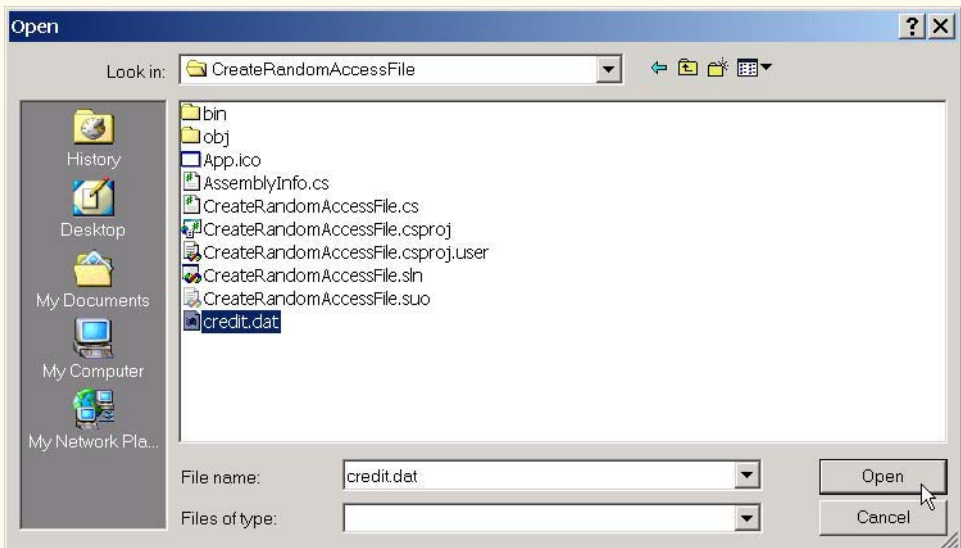 Open
Look in: CreateRandomAccessFile
History
Desktop
My Documents
My Computer
My Network Pla...
bin
obj
App.ico
AssemblyInfo.cs
CreateRandomAccessFile.cs
CreateRandomAccessFile.csproj
CreateRandomAccessFile.csproj.user
CreateRandomAccessFile.sln
CreateRandomAccessFile.suo
credit.dat
File name: credit.dat Open
Files of type: Cancel